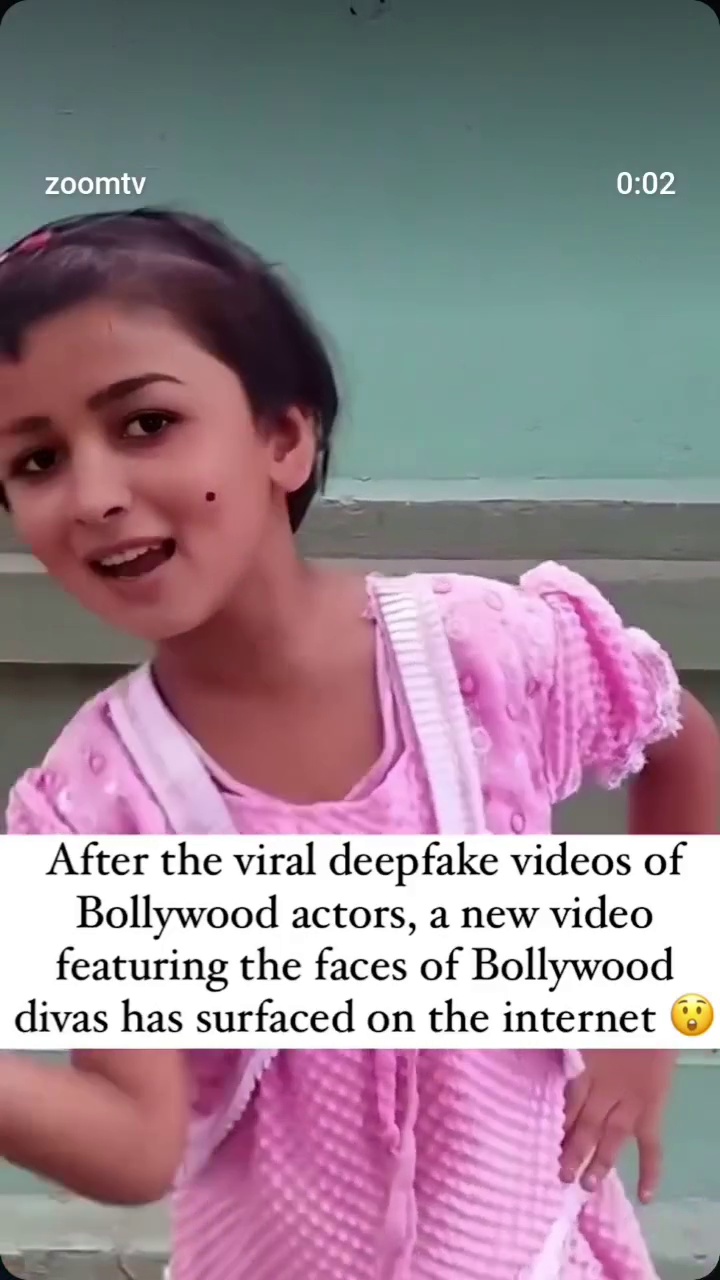 zoomtv
0:02
After the viral deepfake videos of
Bollywood actors, a new video
featuring the faces of Bollywood
divas has surfaced on the internet 😲